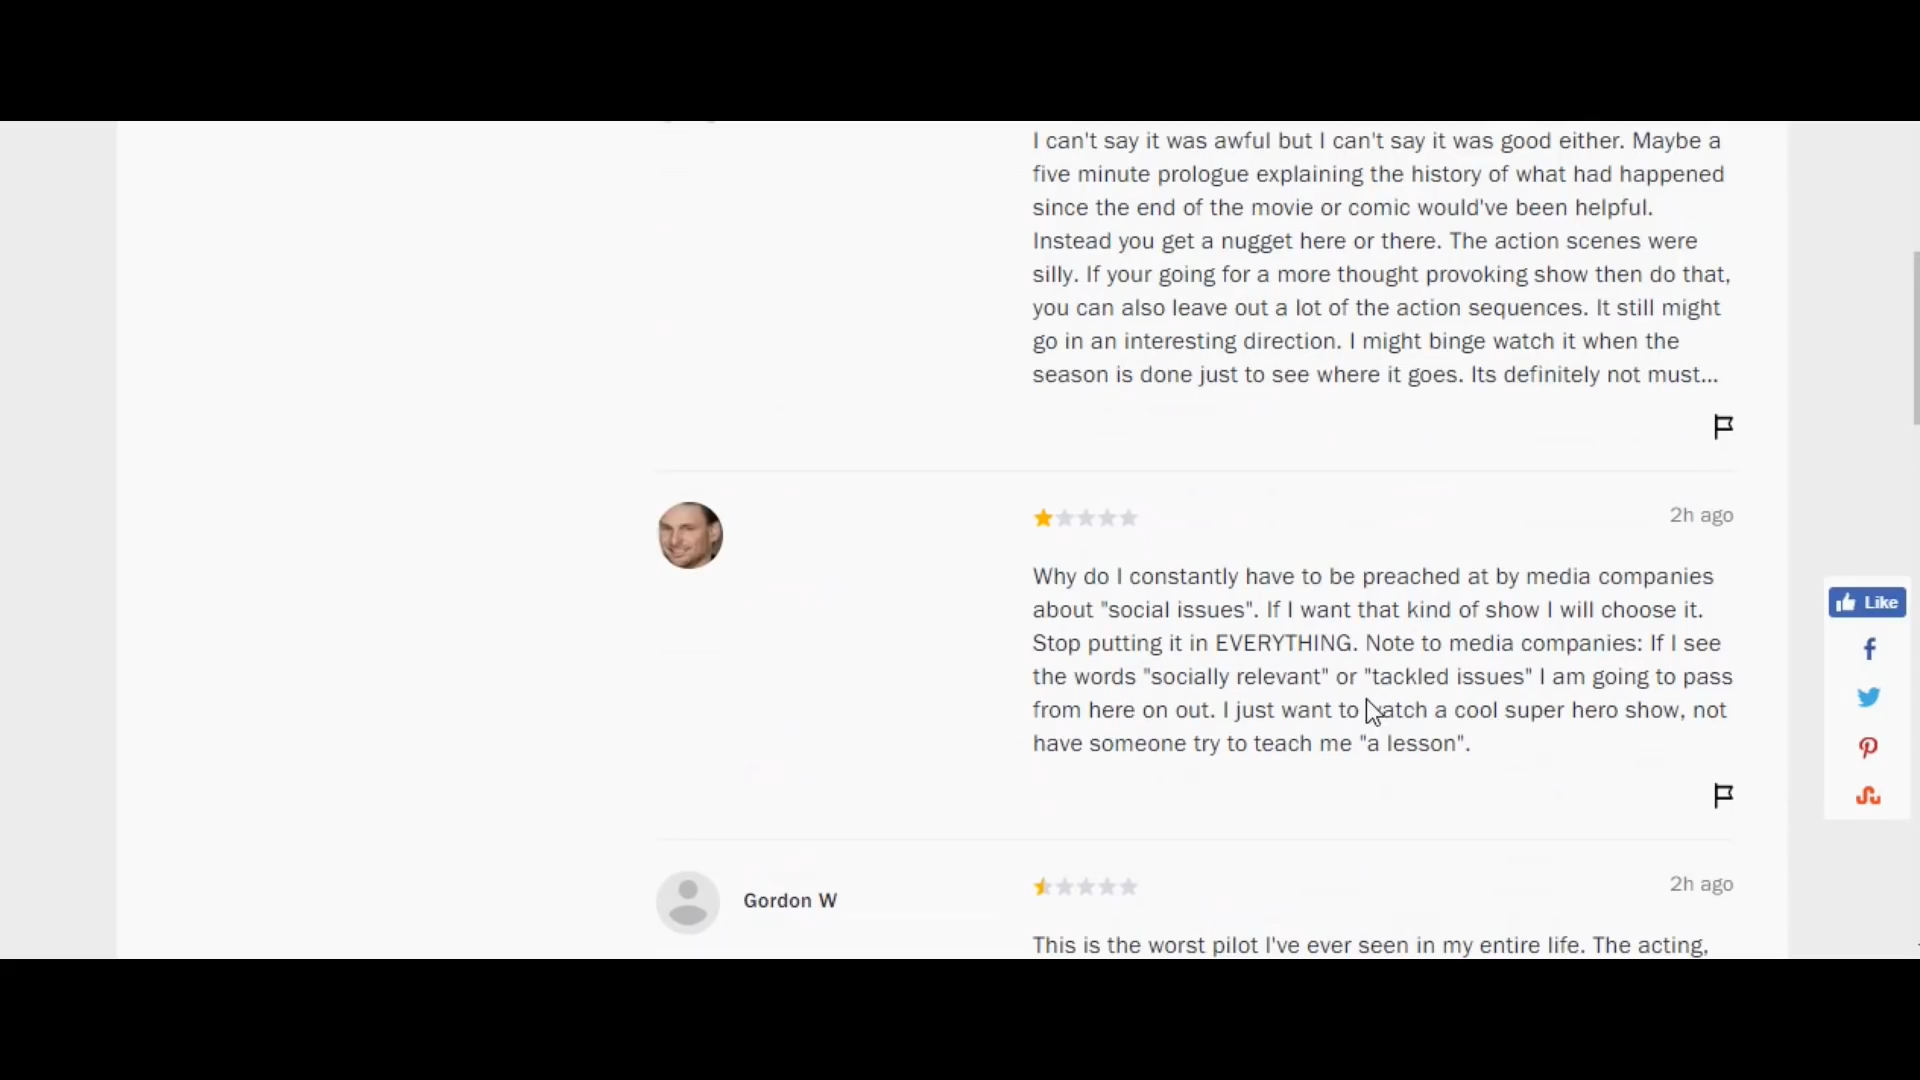 I can't say it was awful but I can't say it was good either. Maybe a
five minute prologue explaining the history of what had happened
since the end of the movie or comic would've been helpful.
Instead you get a nugget here or there. The action scenes were
silly. If your going for a more thought provoking show then do that,
you can also leave out a lot of the action sequences. It still might
go in an interesting direction. I might binge watch it when the
season is done just to see where it goes. Its definitely not must...
2h ago
Why do I constantly have to be preached at by media companies
about "social issues". If I want that kind of show I will choose it.
Stop putting it in EVERYTHING. Note to media companies: If I see
the words "socially relevant" or "tackled issues" I am going to pass
from here on out. I just want to watch a cool super hero show, not
have someone try to teach me "a lesson".
Like
Gordon W
2h ago
This is the worst pilot I've ever seen in my entire life. The acting,